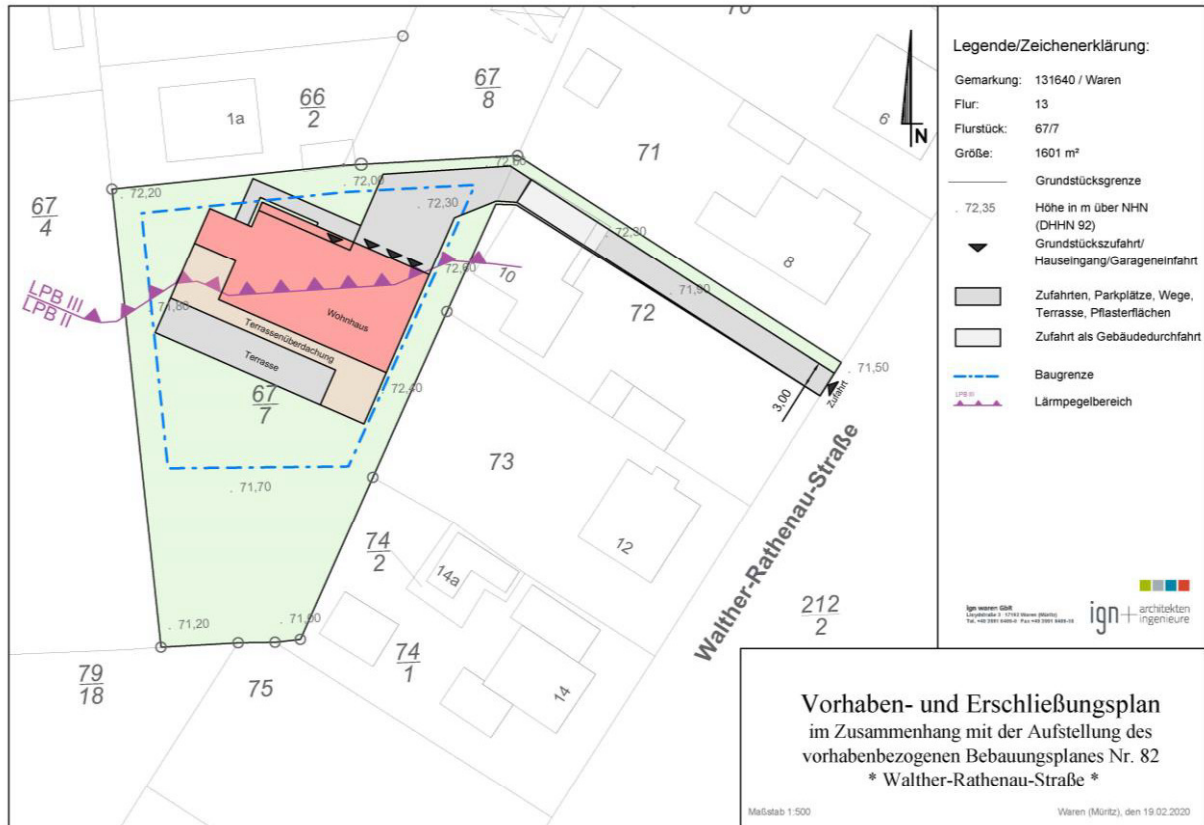 70
67
8
66
2
1a
71
6
67
4
. 72,20
72,00
72,60
. 72,30
72,30
8
LPB III
LPB II
. 71,80
72,60
10
Wohnhaus
Terrassenüberdachung
Terrasse
71,90
72
. 71,50
3,00
Zufahrt
67
7
72,40
. 71,70
73
12
74
2
14a
Walther-Rathenau-Straße
212
2
. 71,20
74
1
14
79
18
75
N
Legende/Zeichenerklärung:
Gemarkung: 131640 / Waren
Flur: 13
Flurstück: 67/7
Größe: 1601 m²
Grundstücksgrenze
. 72,35 Höhe in m über NHN
(DHHN 92)
Grundstückszufahrt/
Hauseingang/Garageneinfahrt
Zufahrten, Parkplätze, Wege,
Terrasse, Pflasterflächen
Zufahrt als Gebäudedurchfahrt
Baugrenze
LPB III
Lärmpegelbereich
ign waren GbR
ign+ architekten
ingenieure
Vorhaben- und Erschließungsplan
im Zusammenhang mit der Aufstellung des
vorhabenbezogenen Bebauungsplanes Nr. 82
* Walther-Rathenau-Straße *
Maßstab 1:500
Waren (Müritz), den 19.02.2020